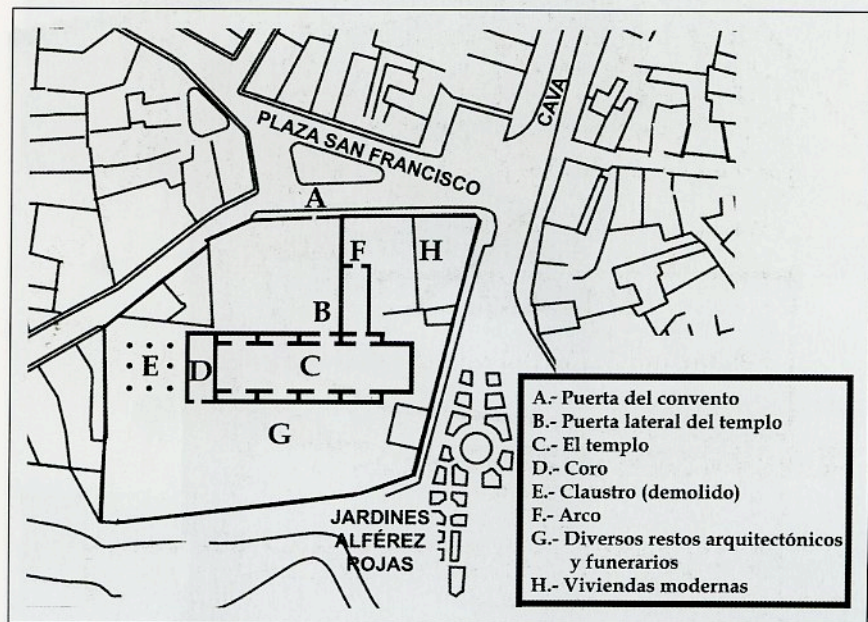 PLAZA SAN FRANCISCO
CAVA
A
F
H
B
E
D
C
G
JARDINES
ALFÉREZ
ROJAS
A.- Puerta del convento
B.- Puerta lateral del templo
C.- El templo
D.- Coro
E.- Claustro (demolido)
F.- Arco
G.- Diversos restos arquitectónicos
y funerarios
H.- Viviendas modernas